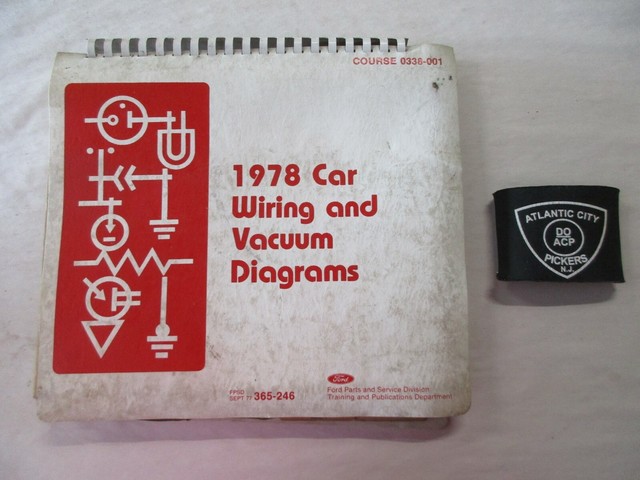 COURSE 0338-001
1978 Car
Wiring and
Vacuum
Diagrams
FPSD
SEPT 77 365-246
Ford
Ford Parts and Service Division
Training and Publications Department
ATLANTIC CITY
DO
ACP
PICKERS
N.J.